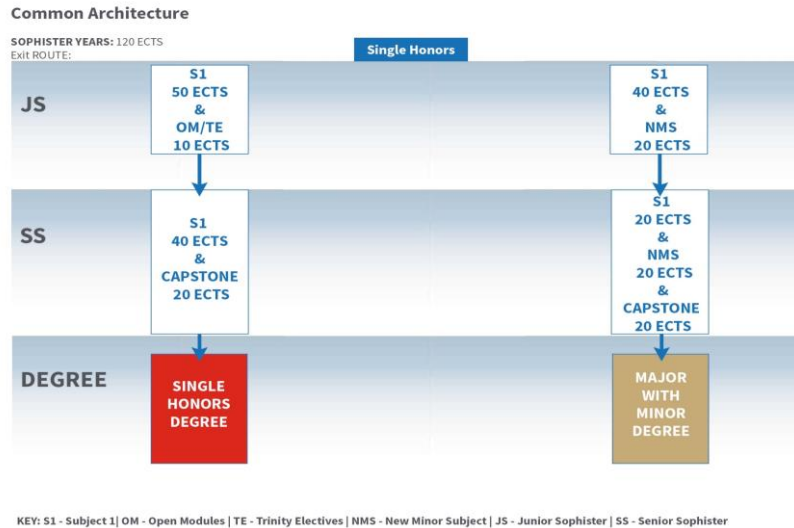 Common Architecture
SOPHISTER YEARS: 120 ECTS
Exit ROUTE:
Single Honors
JS
S1
50 ECTS
&
OM/TE
10 ECTS
S1
40 ECTS
&
NMS
20 ECTS
SS
S1
40 ECTS
&
CAPSTONE
20 ECTS
S1
20 ECTS
&
NMS
20 ECTS
&
CAPSTONE
20 ECTS
DEGREE
SINGLE
HONORS
DEGREE
MAJOR
WITH
MINOR
DEGREE
KEY: S1 - Subject 1| OM - Open Modules | TE - Trinity Electives | NMS - New Minor Subject | JS - Junior Sophister | SS - Senior Sophister